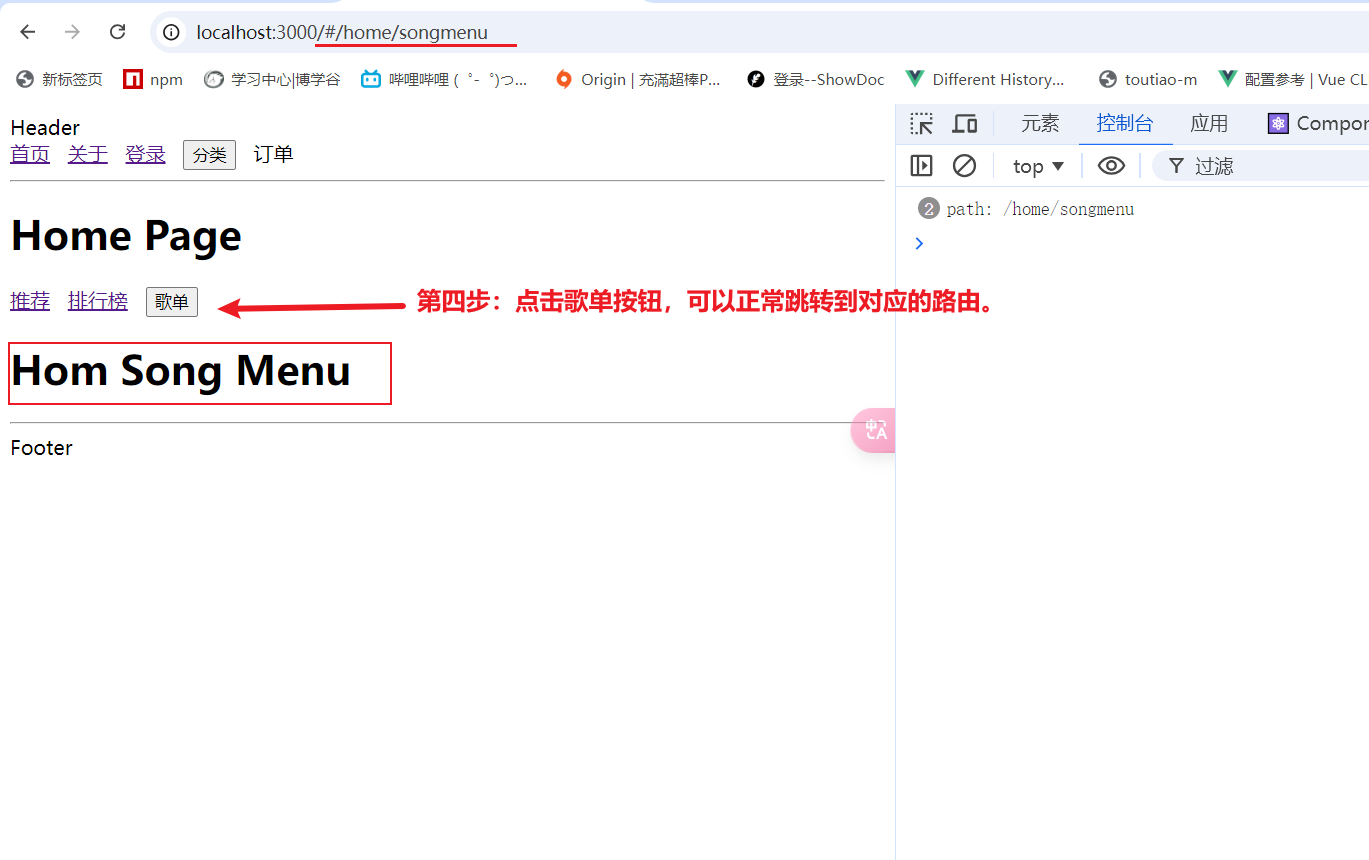 localhost:3000/#/home/songmenu
新标签页 npm 学习中心|博学谷 哔哩哔哩 (゜-゜)つ... Origin | 充满超棒P... 登录--ShowDoc Different History... toutiao-m 配置参考 | Vue CL
Header
首页 关于 登录 分类 订单
元素 控制台 应用 Compor
top 过滤
2 path: /home/songmenu
Home Page
推荐 排行榜 歌单
第四步：点击歌单按钮，可以正常跳转到对应的路由。
Hom Song Menu
中 A
Footer